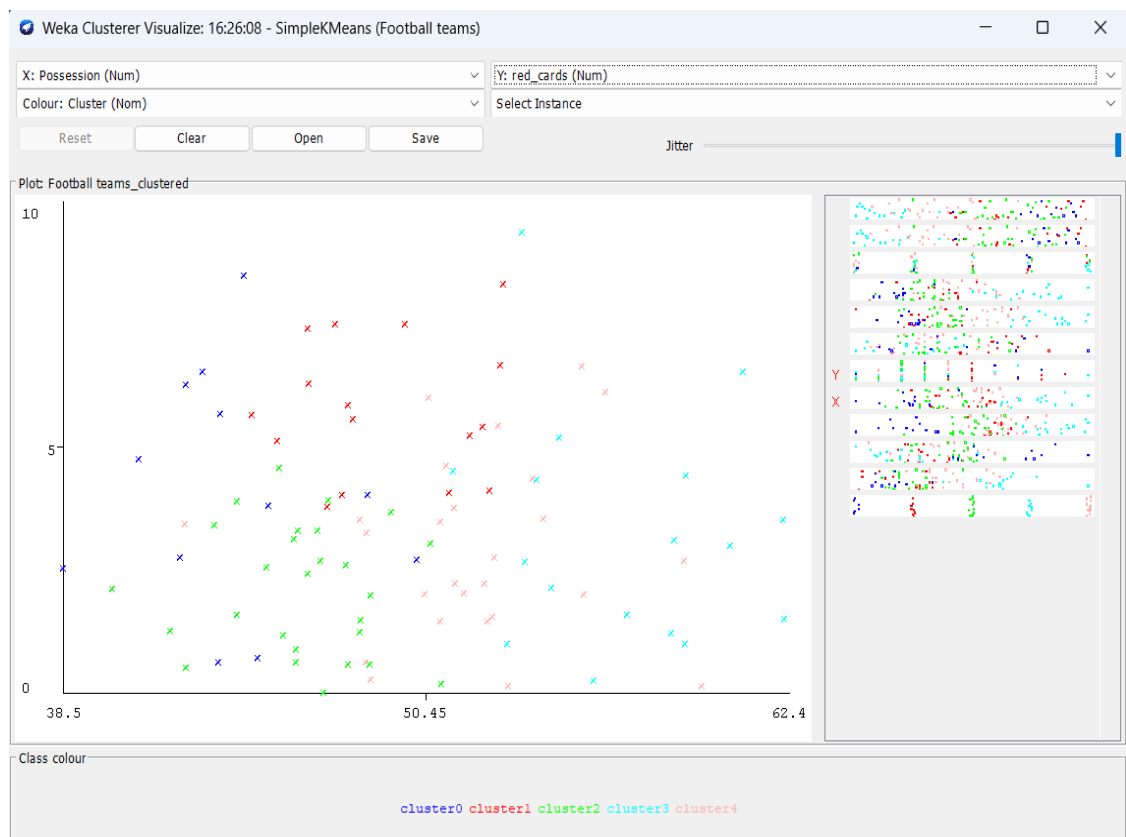 Weka Clusterer Visualize: 16:26:08 - SimpleKMeans (Football teams)
X: Possession (Num)
Y: red_cards (Num)
Colour: Cluster (Nom)
Select Instance
Reset
Clear
Open
Save
Jitter
Plot: Football teams_clustered
10
5
0
38.5
50.45
62.4
Y
X
Class colour
cluster0 cluster1 cluster2 cluster3 cluster4